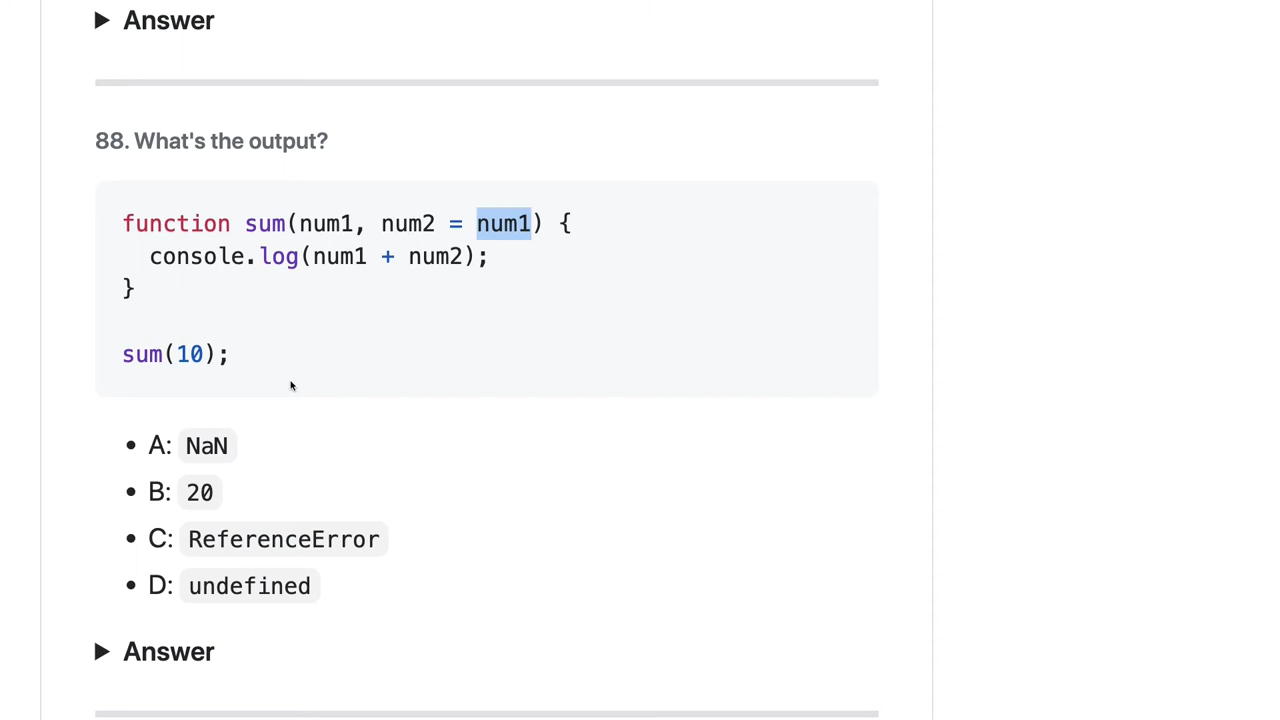 ▶ Answer
88. What's the output?
function sum(num1, num2 = num1) {
  console.log(num1 + num2);
}
sum(10);
• A: NaN
• B: 20
• C: ReferenceError
• D: undefined
▶ Answer